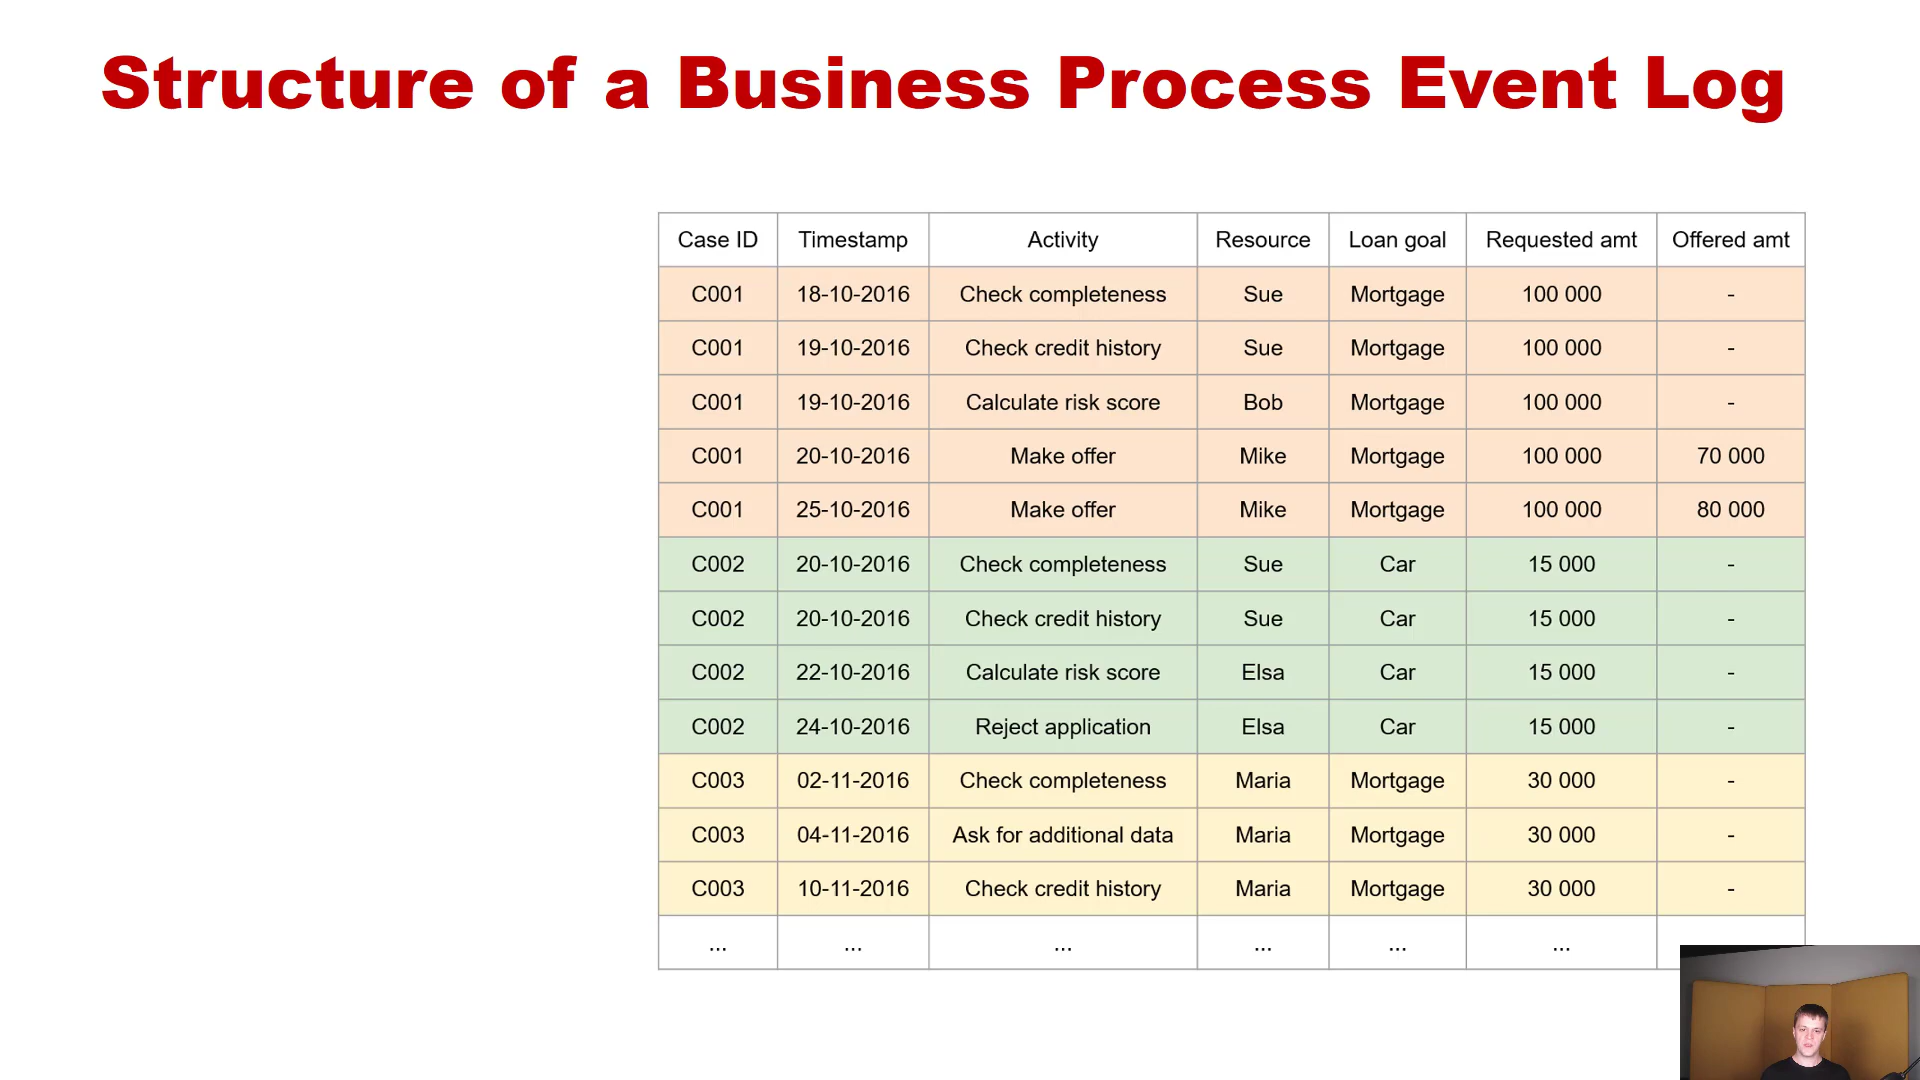 Structure of a Business Process Event Log
Case ID Timestamp Activity Resource Loan goal Requested amt Offered amt
C001 18-10-2016 Check completeness Sue Mortgage 100 000 -
C001 19-10-2016 Check credit history Sue Mortgage 100 000 -
C001 19-10-2016 Calculate risk score Bob Mortgage 100 000 -
C001 20-10-2016 Make offer Mike Mortgage 100 000 70 000
C001 25-10-2016 Make offer Mike Mortgage 100 000 80 000
C002 20-10-2016 Check completeness Sue Car 15 000 -
C002 20-10-2016 Check credit history Sue Car 15 000 -
C002 22-10-2016 Calculate risk score Elsa Car 15 000 -
C002 24-10-2016 Reject application Elsa Car 15 000 -
C003 02-11-2016 Check completeness Maria Mortgage 30 000 -
C003 04-11-2016 Ask for additional data Maria Mortgage 30 000 -
C003 10-11-2016 Check credit history Maria Mortgage 30 000 -
... ... ... ... ... ...